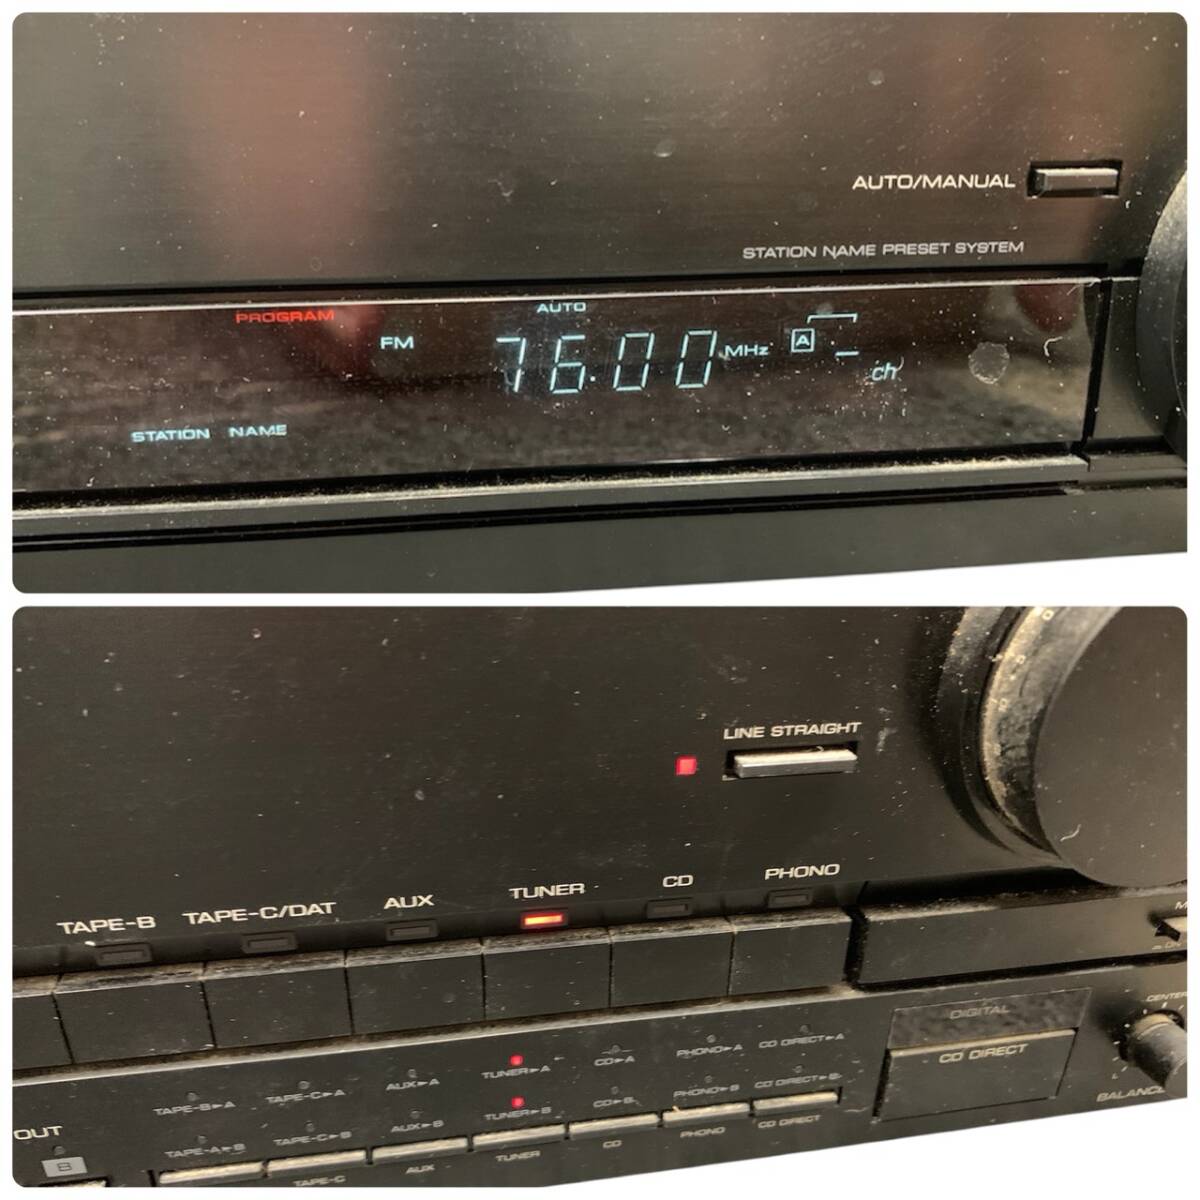 AUTO/MANUAL
STATION NAME PRESET SYSTEM
PROGRAM
AUTO
FM 76.00 MHz A ch
STATION NAME
LINE STRAIGHT
TAPE-B TAPE-C/DAT AUX TUNER CD PHONO
DIGITAL
CD DIRECT
CENTER
BALANCE
TAPE-B▸A TAPE-C▸A AUX▸A TUNER▸A CD▸A PHONO▸A CD DIRECT▸A
OUT
B
TAPE-A▸B TAPE-C▸B AUX▸B TUNER▸B CD▸B PHONO▸B CD DIRECT▸B
TAPE-C AUX TUNER CD PHONO CD DIRECT